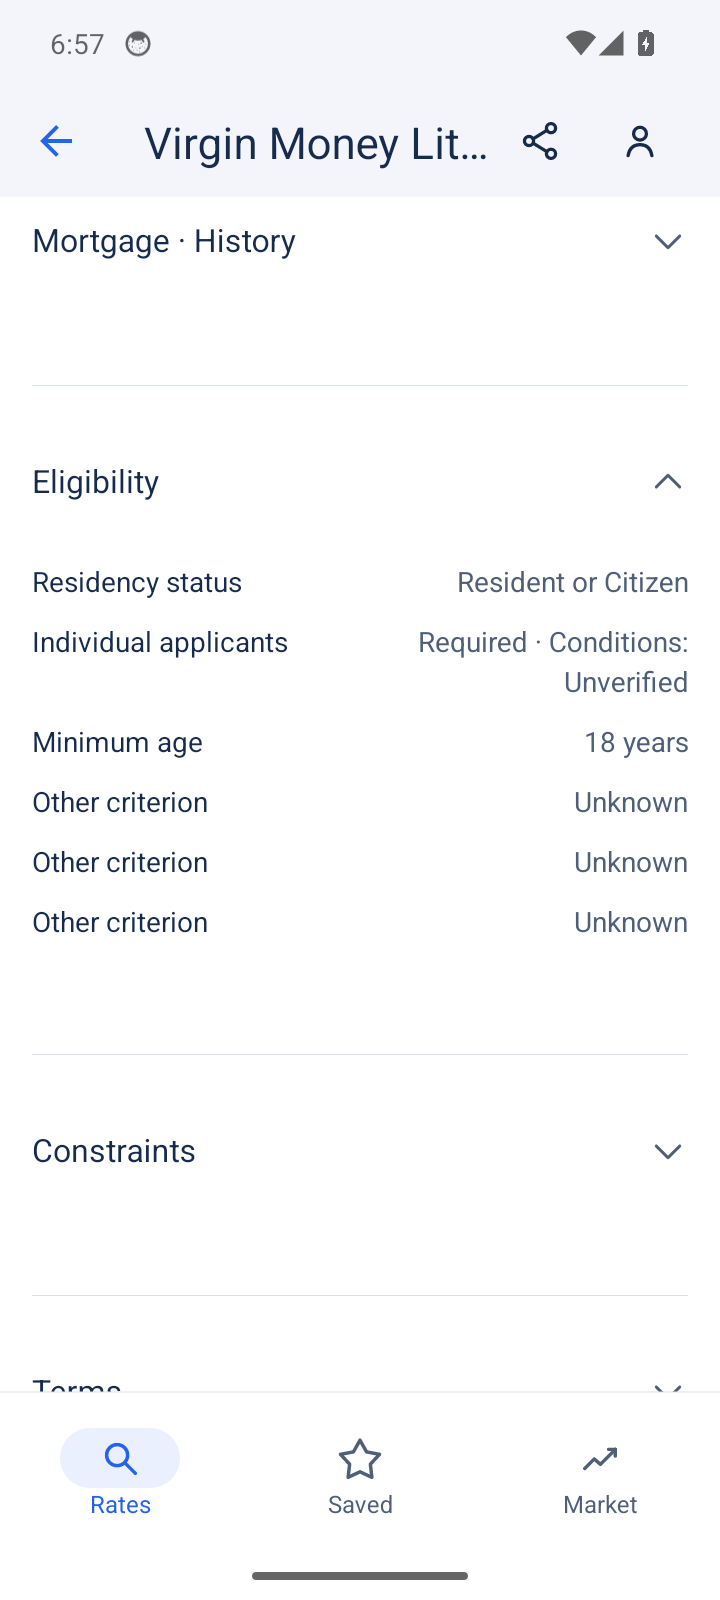 6:57
Virgin Money Lit...
Mortgage · History
Eligibility
Residency status Resident or Citizen
Individual applicants Required · Conditions:
Unverified
Minimum age 18 years
Other criterion Unknown
Other criterion Unknown
Other criterion Unknown
Constraints
Terms
Rates Saved Market